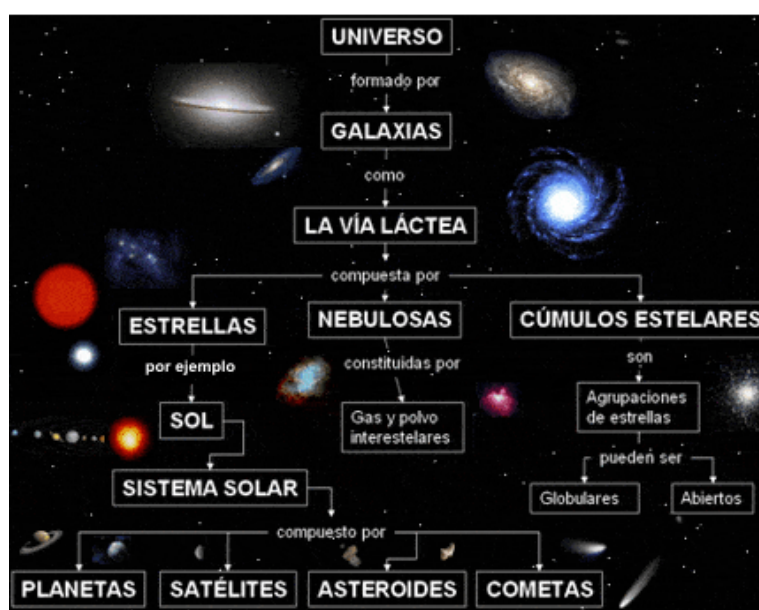 UNIVERSO
formado por
GALAXIAS
como
LA VÍA LÁCTEA
compuesta por
ESTRELLAS
NEBULOSAS
CÚMULOS ESTELARES
por ejemplo
constituidas por
son
SOL
Gas y polvo
interestelares
Agrupaciones
de estrellas
pueden ser
SISTEMA SOLAR
Globulares
Abiertos
compuesto por
PLANETAS
SATÉLITES
ASTEROIDES
COMETAS